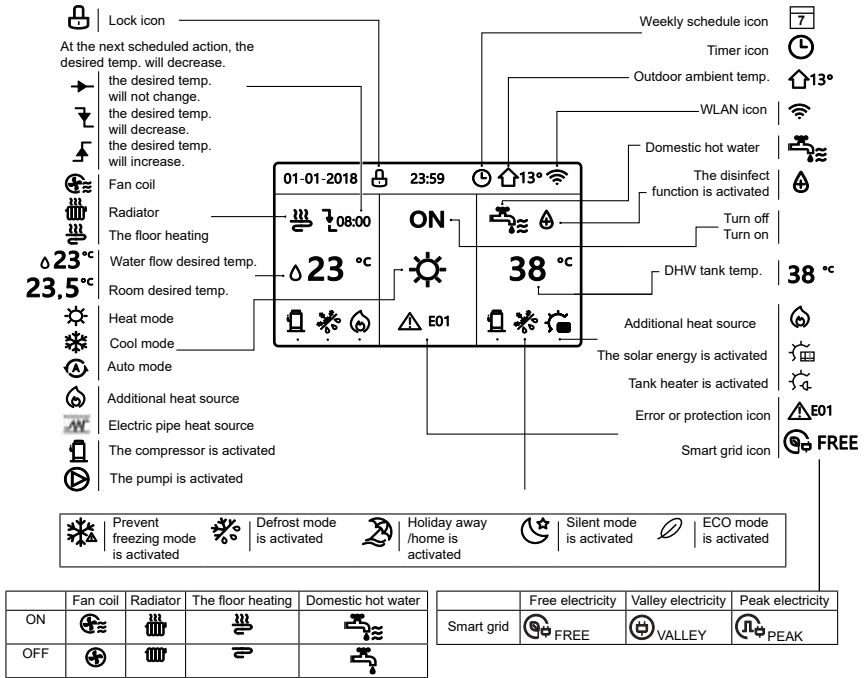 Lock icon
At the next scheduled action, the
desired temp. will decrease.
the desired temp.
will not change.
the desired temp.
will decrease.
the desired temp.
will increase.
Fan coil
Radiator
The floor heating
23°C Water flow desired temp.
23,5°C Room desired temp.
Heat mode
Cool mode
A Auto mode
Additional heat source
Electric pipe heat source
The compressor is activated
The pumpi is activated
01-01-2018 23:59 13°
08:00 ON
23 °C 38 °C
E01
Weekly schedule icon 7
Timer icon
Outdoor ambient temp. 13°
WLAN icon
Domestic hot water
The disinfect
function is activated
Turn off
Turn on
DHW tank temp. 38 °C
Additional heat source
The solar energy is activated
Tank heater is activated
Error or protection icon E01
Smart grid icon FREE
Prevent
freezing mode
is activated
Defrost mode
is activated
Holiday away
/home is
activated
Silent mode
is activated
ECO mode
is activated
Fan coil Radiator The floor heating Domestic hot water
ON
OFF
Free electricity Valley electricity Peak electricity
Smart grid FREE VALLEY PEAK